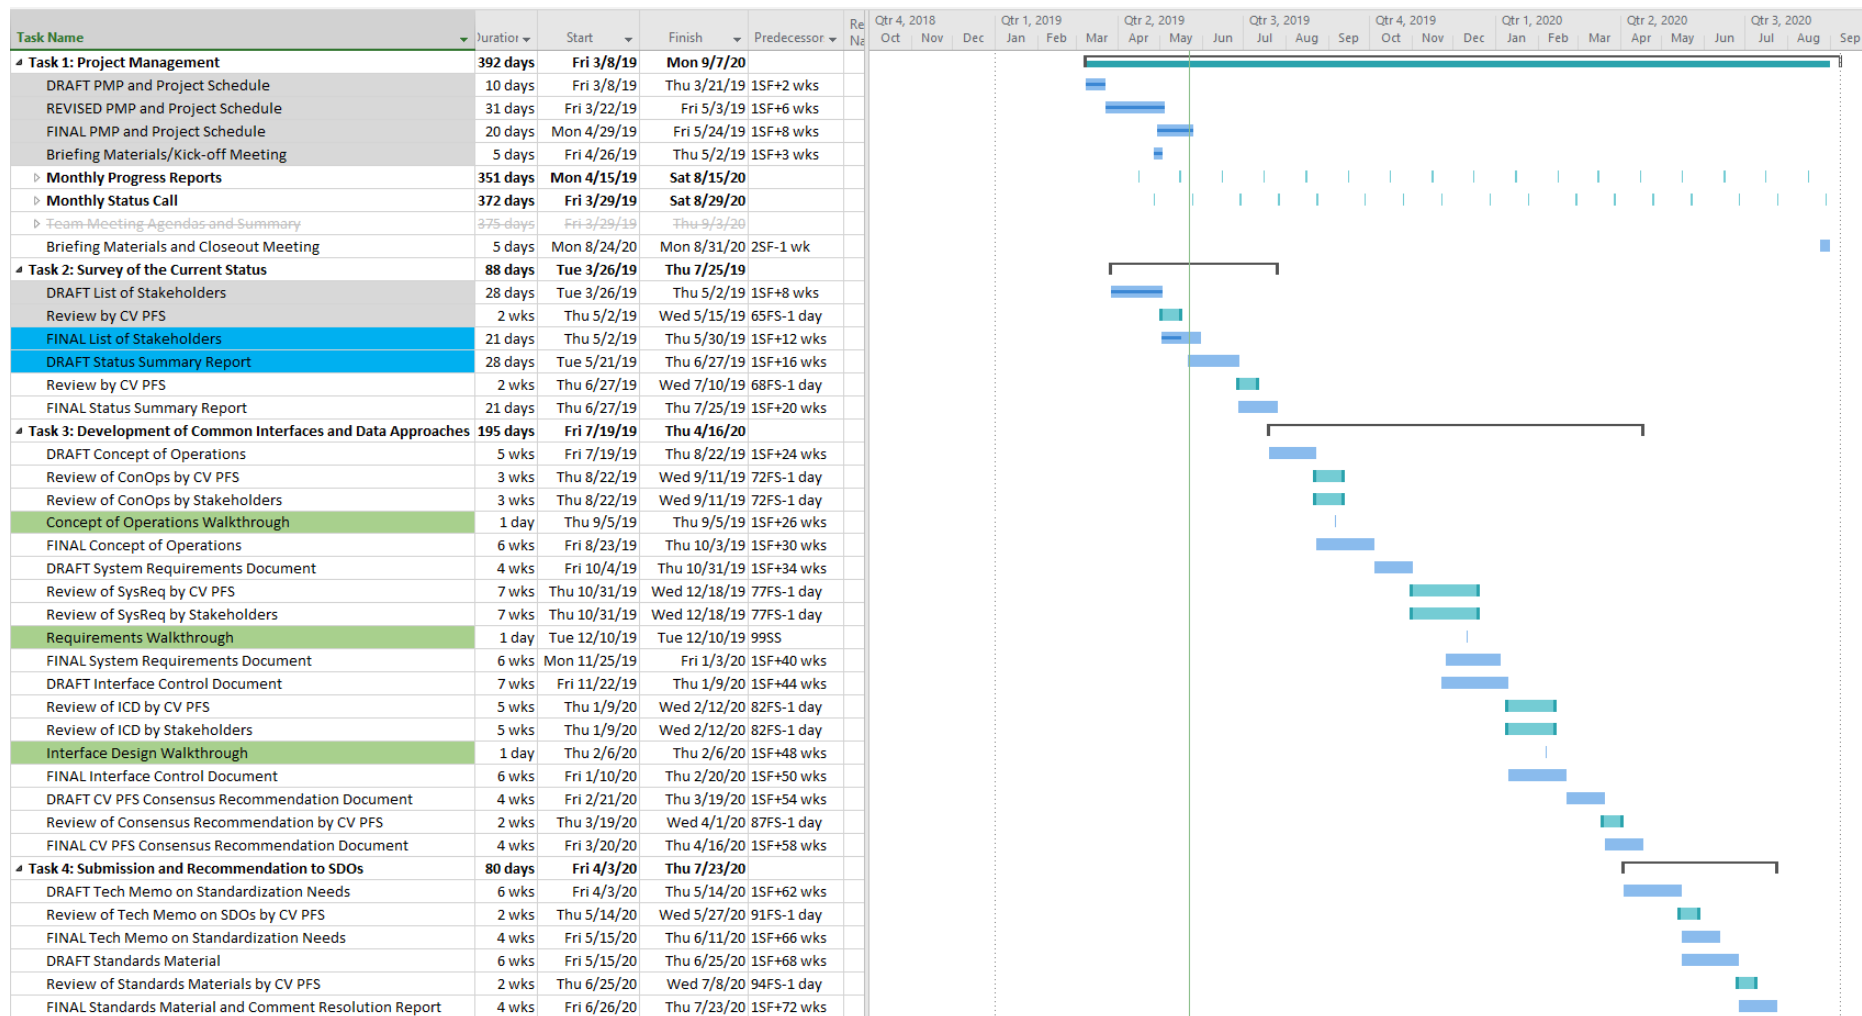 Qtr 4, 2018 Qtr 1, 2019 Qtr 2, 2019 Qtr 3, 2019 Qtr 4, 2019 Qtr 1, 2020 Qtr 2, 2020 Qtr 3, 2020
Task Name Start Finish Predecessor Oct Nov Dec Jan Feb Mar Apr May Jun Jul Aug Sep Oct Nov Dec Jan Feb Mar Apr May Jun Jul Aug Sep
Task 1: Project Management 392 days Fri 3/8/19 Mon 9/7/20
DRAFT PMP and Project Schedule 10 days Fri 3/8/19 Thu 3/21/19 1SF+2 wks
REVISED PMP and Project Schedule 31 days Fri 3/22/19 Fri 5/3/19 1SF+6 wks
FINAL PMP and Project Schedule 20 days Mon 4/29/19 Fri 5/24/19 1SF+8 wks
Briefing Materials/Kick-off Meeting 5 days Fri 4/26/19 Thu 5/2/19 1SF+3 wks
Monthly Progress Reports 351 days Mon 4/15/19 Sat 8/15/20
Monthly Status Call 372 days Fri 3/29/19 Sat 8/29/20
Team Meeting Agendas and Summary 375 days Fri 3/29/19 Thu 9/3/20
Briefing Materials and Closeout Meeting 5 days Mon 8/24/20 Mon 8/31/20 2SF-1 wk
Task 2: Survey of the Current Status 88 days Tue 3/26/19 Thu 7/25/19
DRAFT List of Stakeholders 28 days Tue 3/26/19 Thu 5/2/19 1SF+8 wks
Review by CV PFS 2 wks Thu 5/2/19 Wed 5/15/19 65FS-1 day
FINAL List of Stakeholders 21 days Thu 5/2/19 Thu 5/30/19 1SF+12 wks
DRAFT Status Summary Report 28 days Tue 5/21/19 Thu 6/27/19 1SF+16 wks
Review by CV PFS 2 wks Thu 6/27/19 Wed 7/10/19 68FS-1 day
FINAL Status Summary Report 21 days Thu 6/27/19 Thu 7/25/19 1SF+20 wks
Task 3: Development of Common Interfaces and Data Approaches 195 days Fri 7/19/19 Thu 4/16/20
DRAFT Concept of Operations 5 wks Fri 7/19/19 Thu 8/22/19 1SF+24 wks
Review of ConOps by CV PFS 3 wks Thu 8/22/19 Wed 9/11/19 72FS-1 day
Review of ConOps by Stakeholders 3 wks Thu 8/22/19 Wed 9/11/19 72FS-1 day
Concept of Operations Walkthrough 1 day Thu 9/5/19 Thu 9/5/19 1SF+26 wks
FINAL Concept of Operations 6 wks Fri 8/23/19 Thu 10/3/19 1SF+30 wks
DRAFT System Requirements Document 4 wks Fri 10/4/19 Thu 10/31/19 1SF+34 wks
Review of SysReq by CV PFS 7 wks Thu 10/31/19 Wed 12/18/19 77FS-1 day
Review of SysReq by Stakeholders 7 wks Thu 10/31/19 Wed 12/18/19 77FS-1 day
Requirements Walkthrough 1 day Tue 12/10/19 Tue 12/10/19 99SS
FINAL System Requirements Document 6 wks Mon 11/25/19 Fri 1/3/20 1SF+40 wks
DRAFT Interface Control Document 7 wks Fri 11/22/19 Thu 1/9/20 1SF+44 wks
Review of ICD by CV PFS 5 wks Thu 1/9/20 Wed 2/12/20 82FS-1 day
Review of ICD by Stakeholders 5 wks Thu 1/9/20 Wed 2/12/20 82FS-1 day
Interface Design Walkthrough 1 day Thu 2/6/20 Thu 2/6/20 1SF+48 wks
FINAL Interface Control Document 6 wks Fri 1/10/20 Thu 2/20/20 1SF+50 wks
DRAFT CV PFS Consensus Recommendation Document 4 wks Fri 2/21/20 Thu 3/19/20 1SF+54 wks
Review of Consensus Recommendation by CV PFS 2 wks Thu 3/19/20 Wed 4/1/20 87FS-1 day
FINAL CV PFS Consensus Recommendation Document 4 wks Fri 3/20/20 Thu 4/16/20 1SF+58 wks
Task 4: Submission and Recommendation to SDOs 80 days Fri 4/3/20 Thu 7/23/20
DRAFT Tech Memo on Standardization Needs 6 wks Fri 4/3/20 Thu 5/14/20 1SF+62 wks
Review of Tech Memo on SDOs by CV PFS 2 wks Thu 5/14/20 Wed 5/27/20 91FS-1 day
FINAL Tech Memo on Standardization Needs 4 wks Fri 5/15/20 Thu 6/11/20 1SF+66 wks
DRAFT Standards Material 6 wks Fri 5/15/20 Thu 6/25/20 1SF+68 wks
Review of Standards Materials by CV PFS 2 wks Thu 6/25/20 Wed 7/8/20 94FS-1 day
FINAL Standards Material and Comment Resolution Report 4 wks Fri 6/26/20 Thu 7/23/20 1SF+72 wks